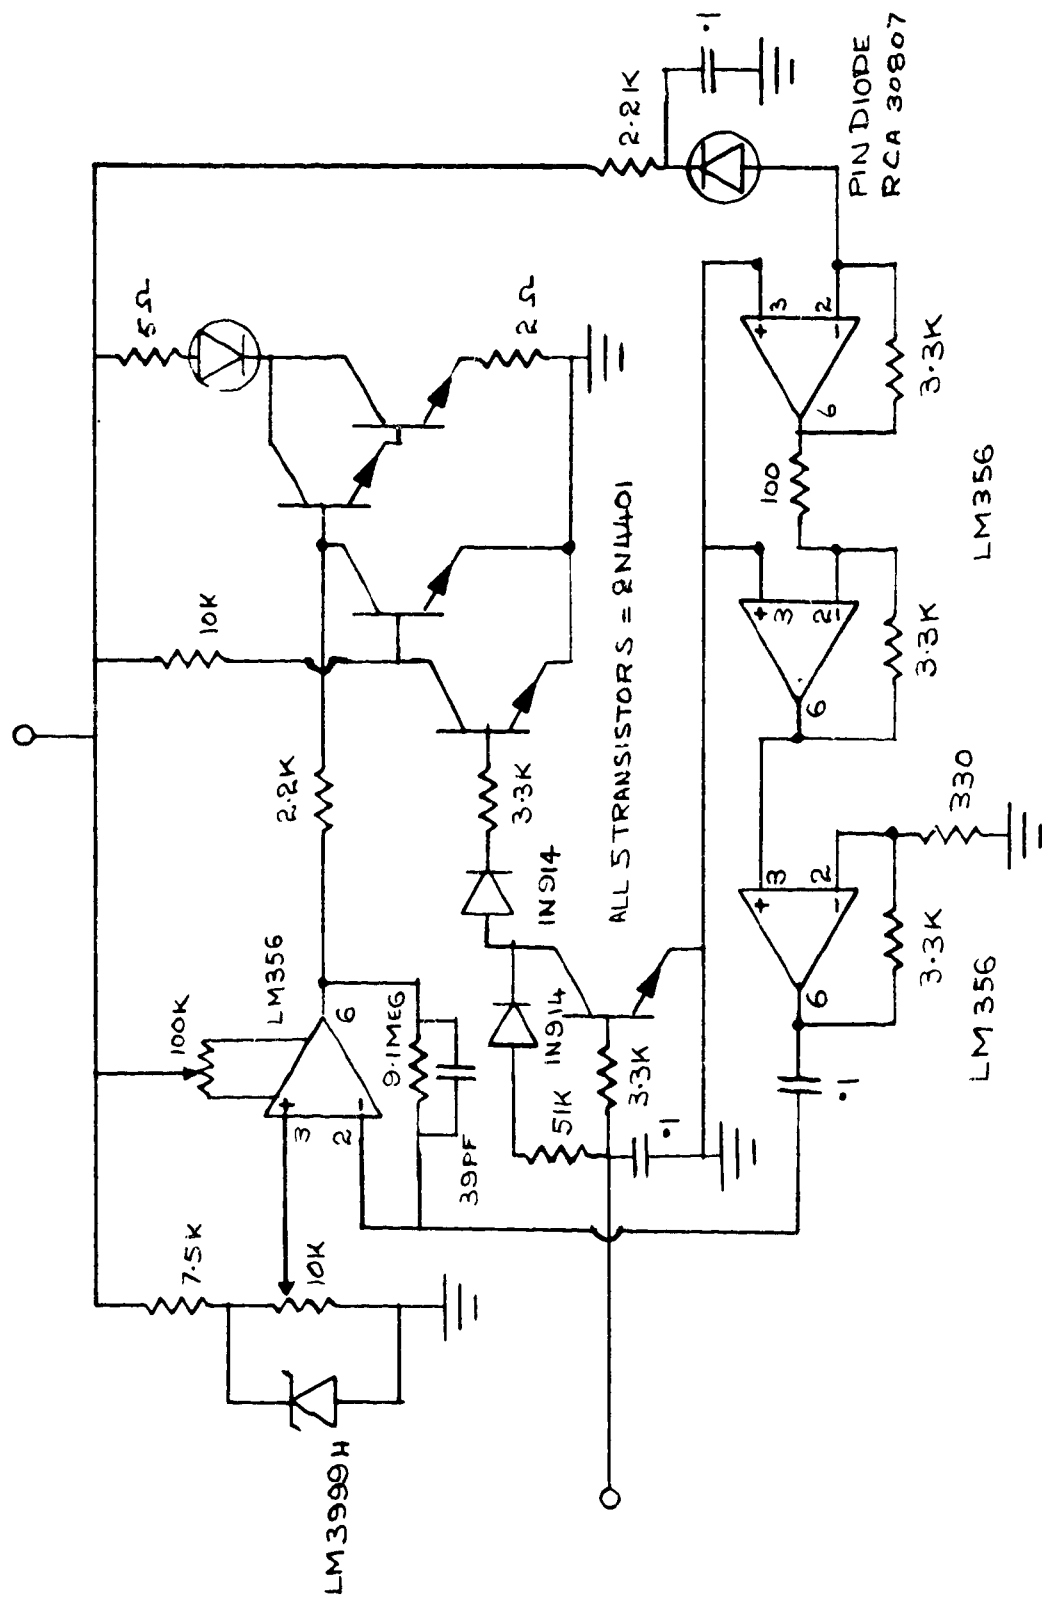 7.5K
10K
LM3999H
100K
LM356
3
2
6
9.1MEG
39PF
2.2K
10K
5Ω
2Ω
2.2K
.1
PIN DIODE
RCA 30807
51K
IN914
3.3K
.1
IN914
3.3K
ALL 5 TRANSISTORS = 2N4401
3
2
6
3.3K
100
LM356
3
2
6
3.3K
3
2
6
330
3.3K
LM356
.1